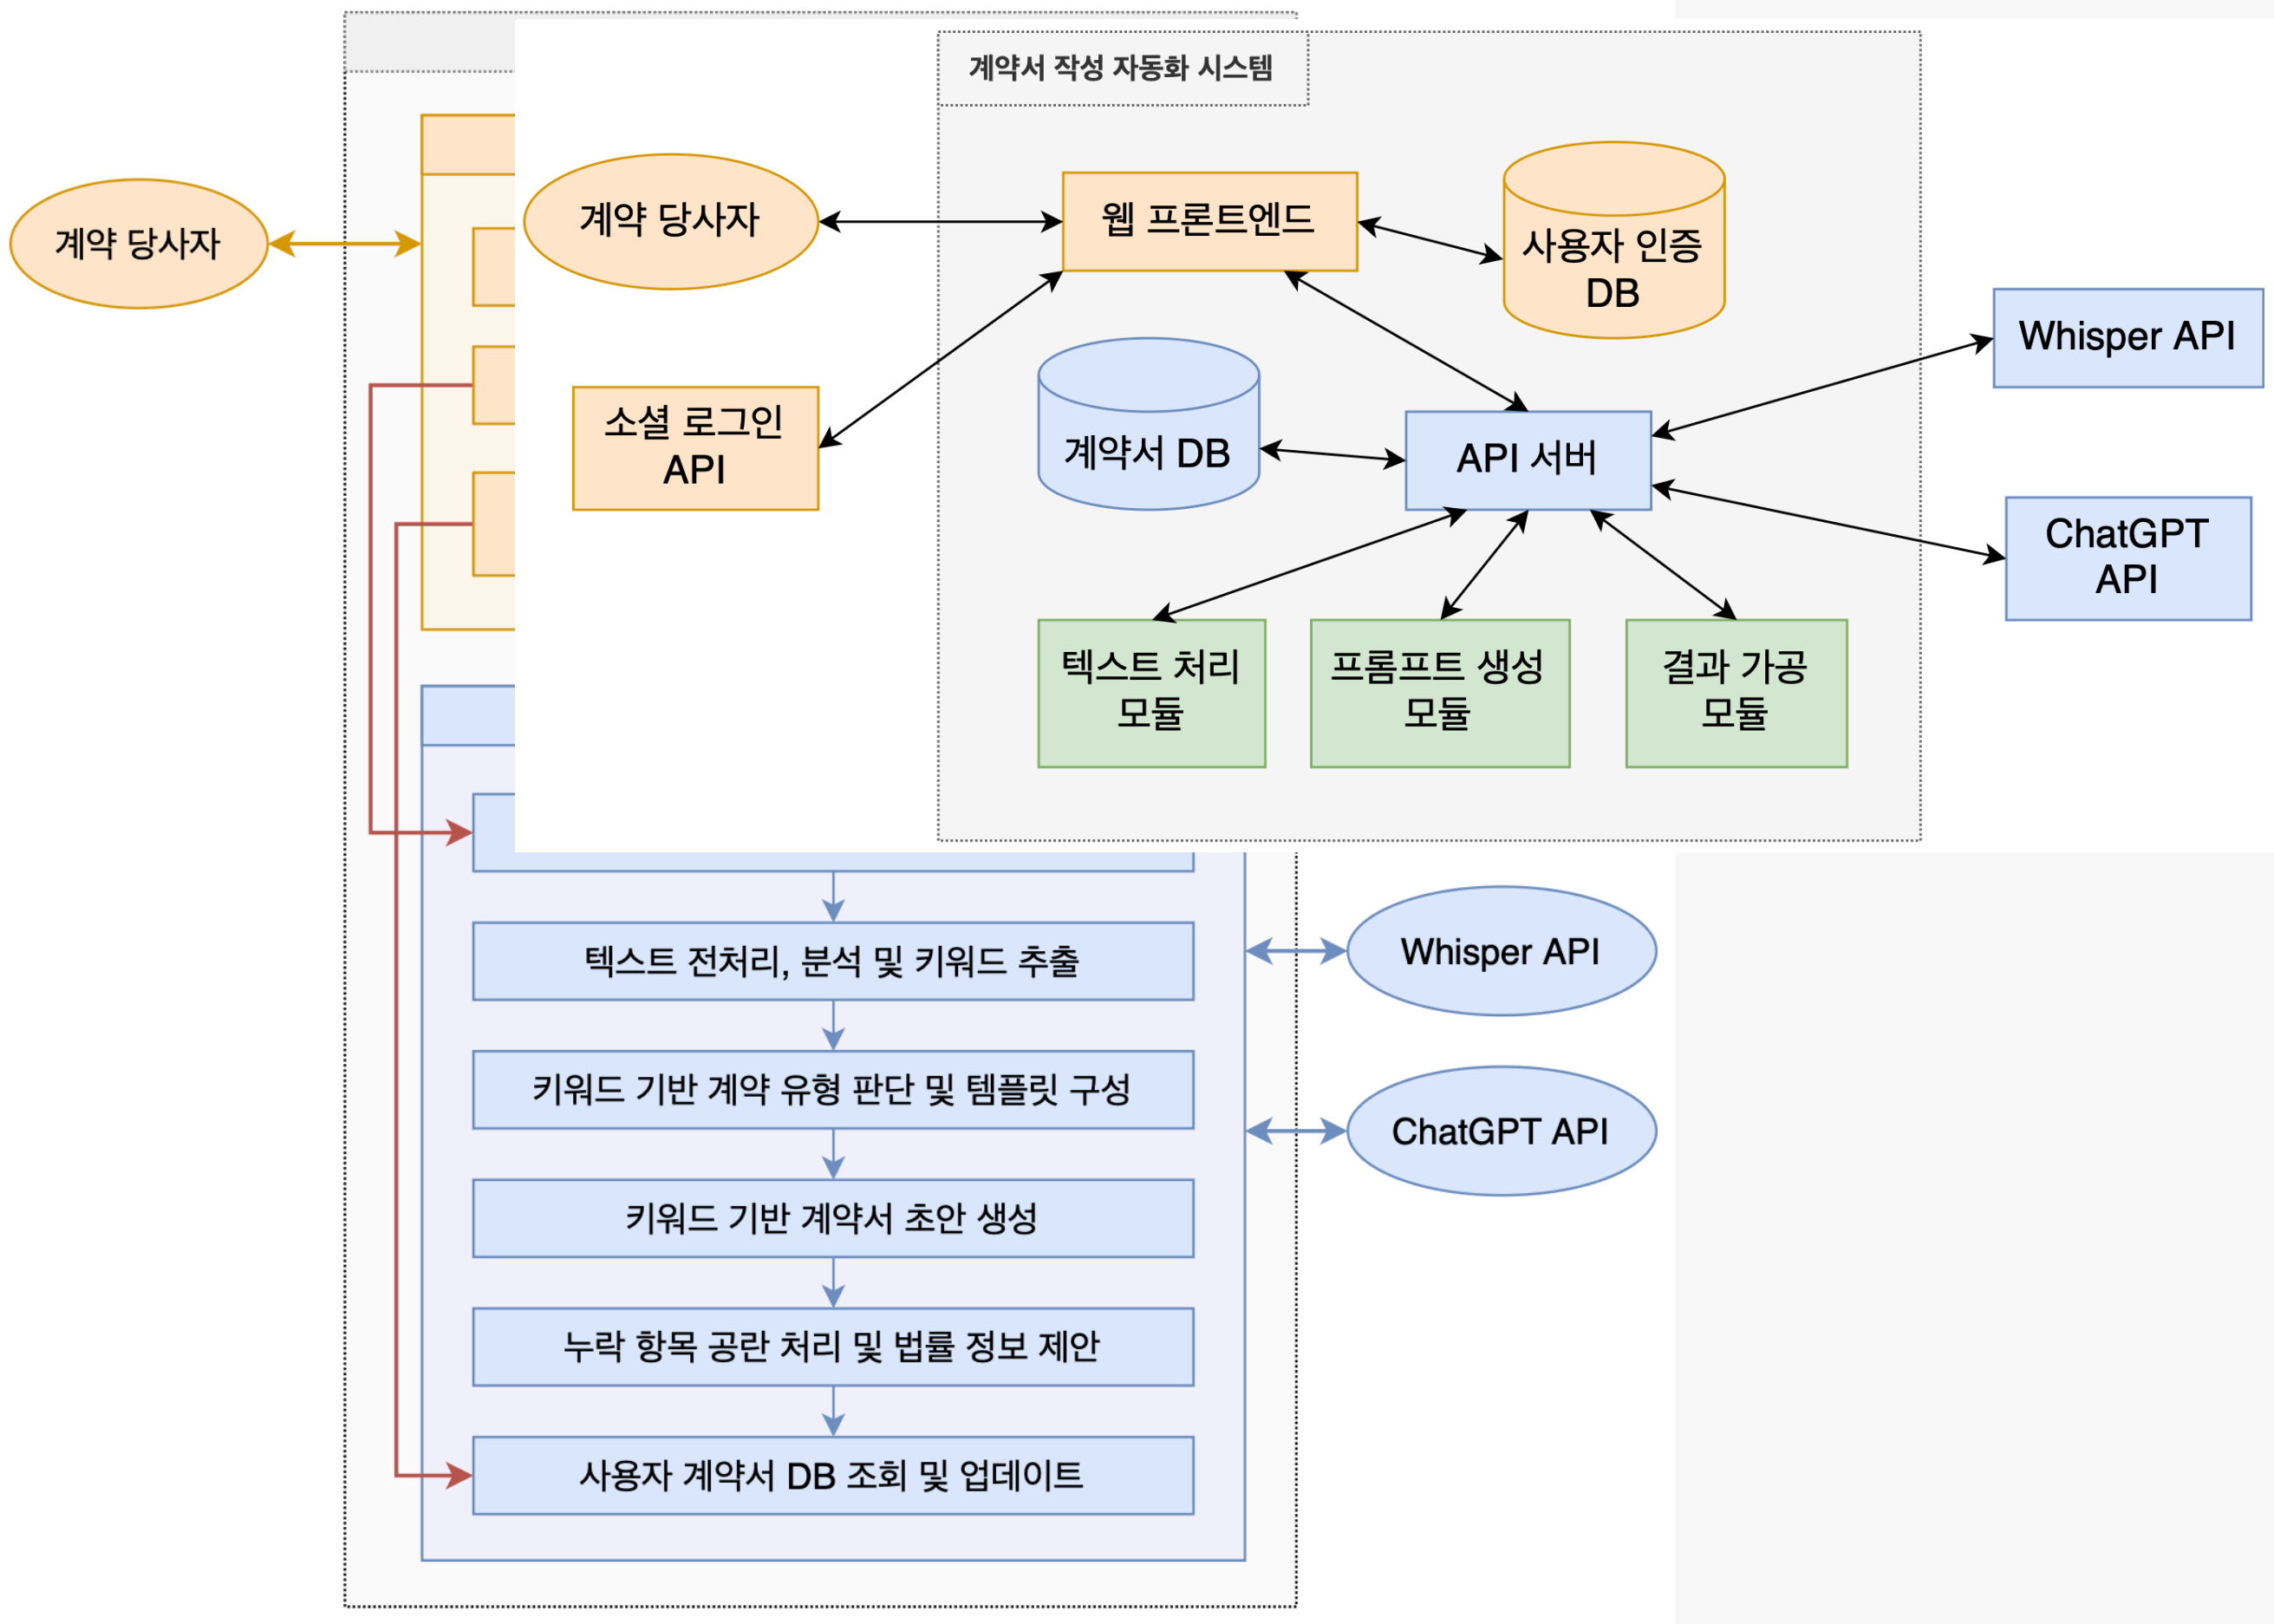 계약서 작성 자동화 시스템
계약 당사자
계약 당사자
웹 프론트엔드
사용자 인증
DB
소셜 로그인
API
계약서 DB
API 서버
Whisper API
ChatGPT
API
텍스트 처리
모듈
프롬프트 생성
모듈
결과 가공
모듈
텍스트 전처리, 분석 및 키워드 추출
Whisper API
키워드 기반 계약 유형 판단 및 템플릿 구성
ChatGPT API
키워드 기반 계약서 초안 생성
누락 항목 공란 처리 및 법률 정보 제안
사용자 계약서 DB 조회 및 업데이트